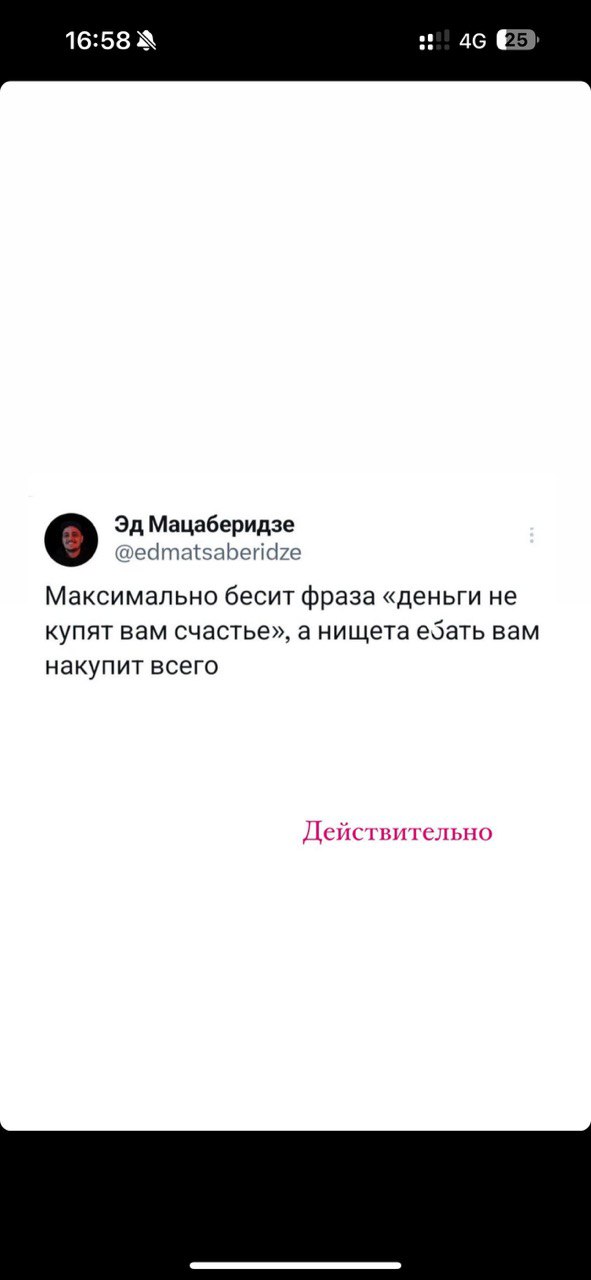 16:58 4G 25
Эд Мацаберидзе
@edmatsaberidze
Максимально бесит фраза «деньги не
купят вам счастье», а нищета ебать вам
накупит всего
Действительно